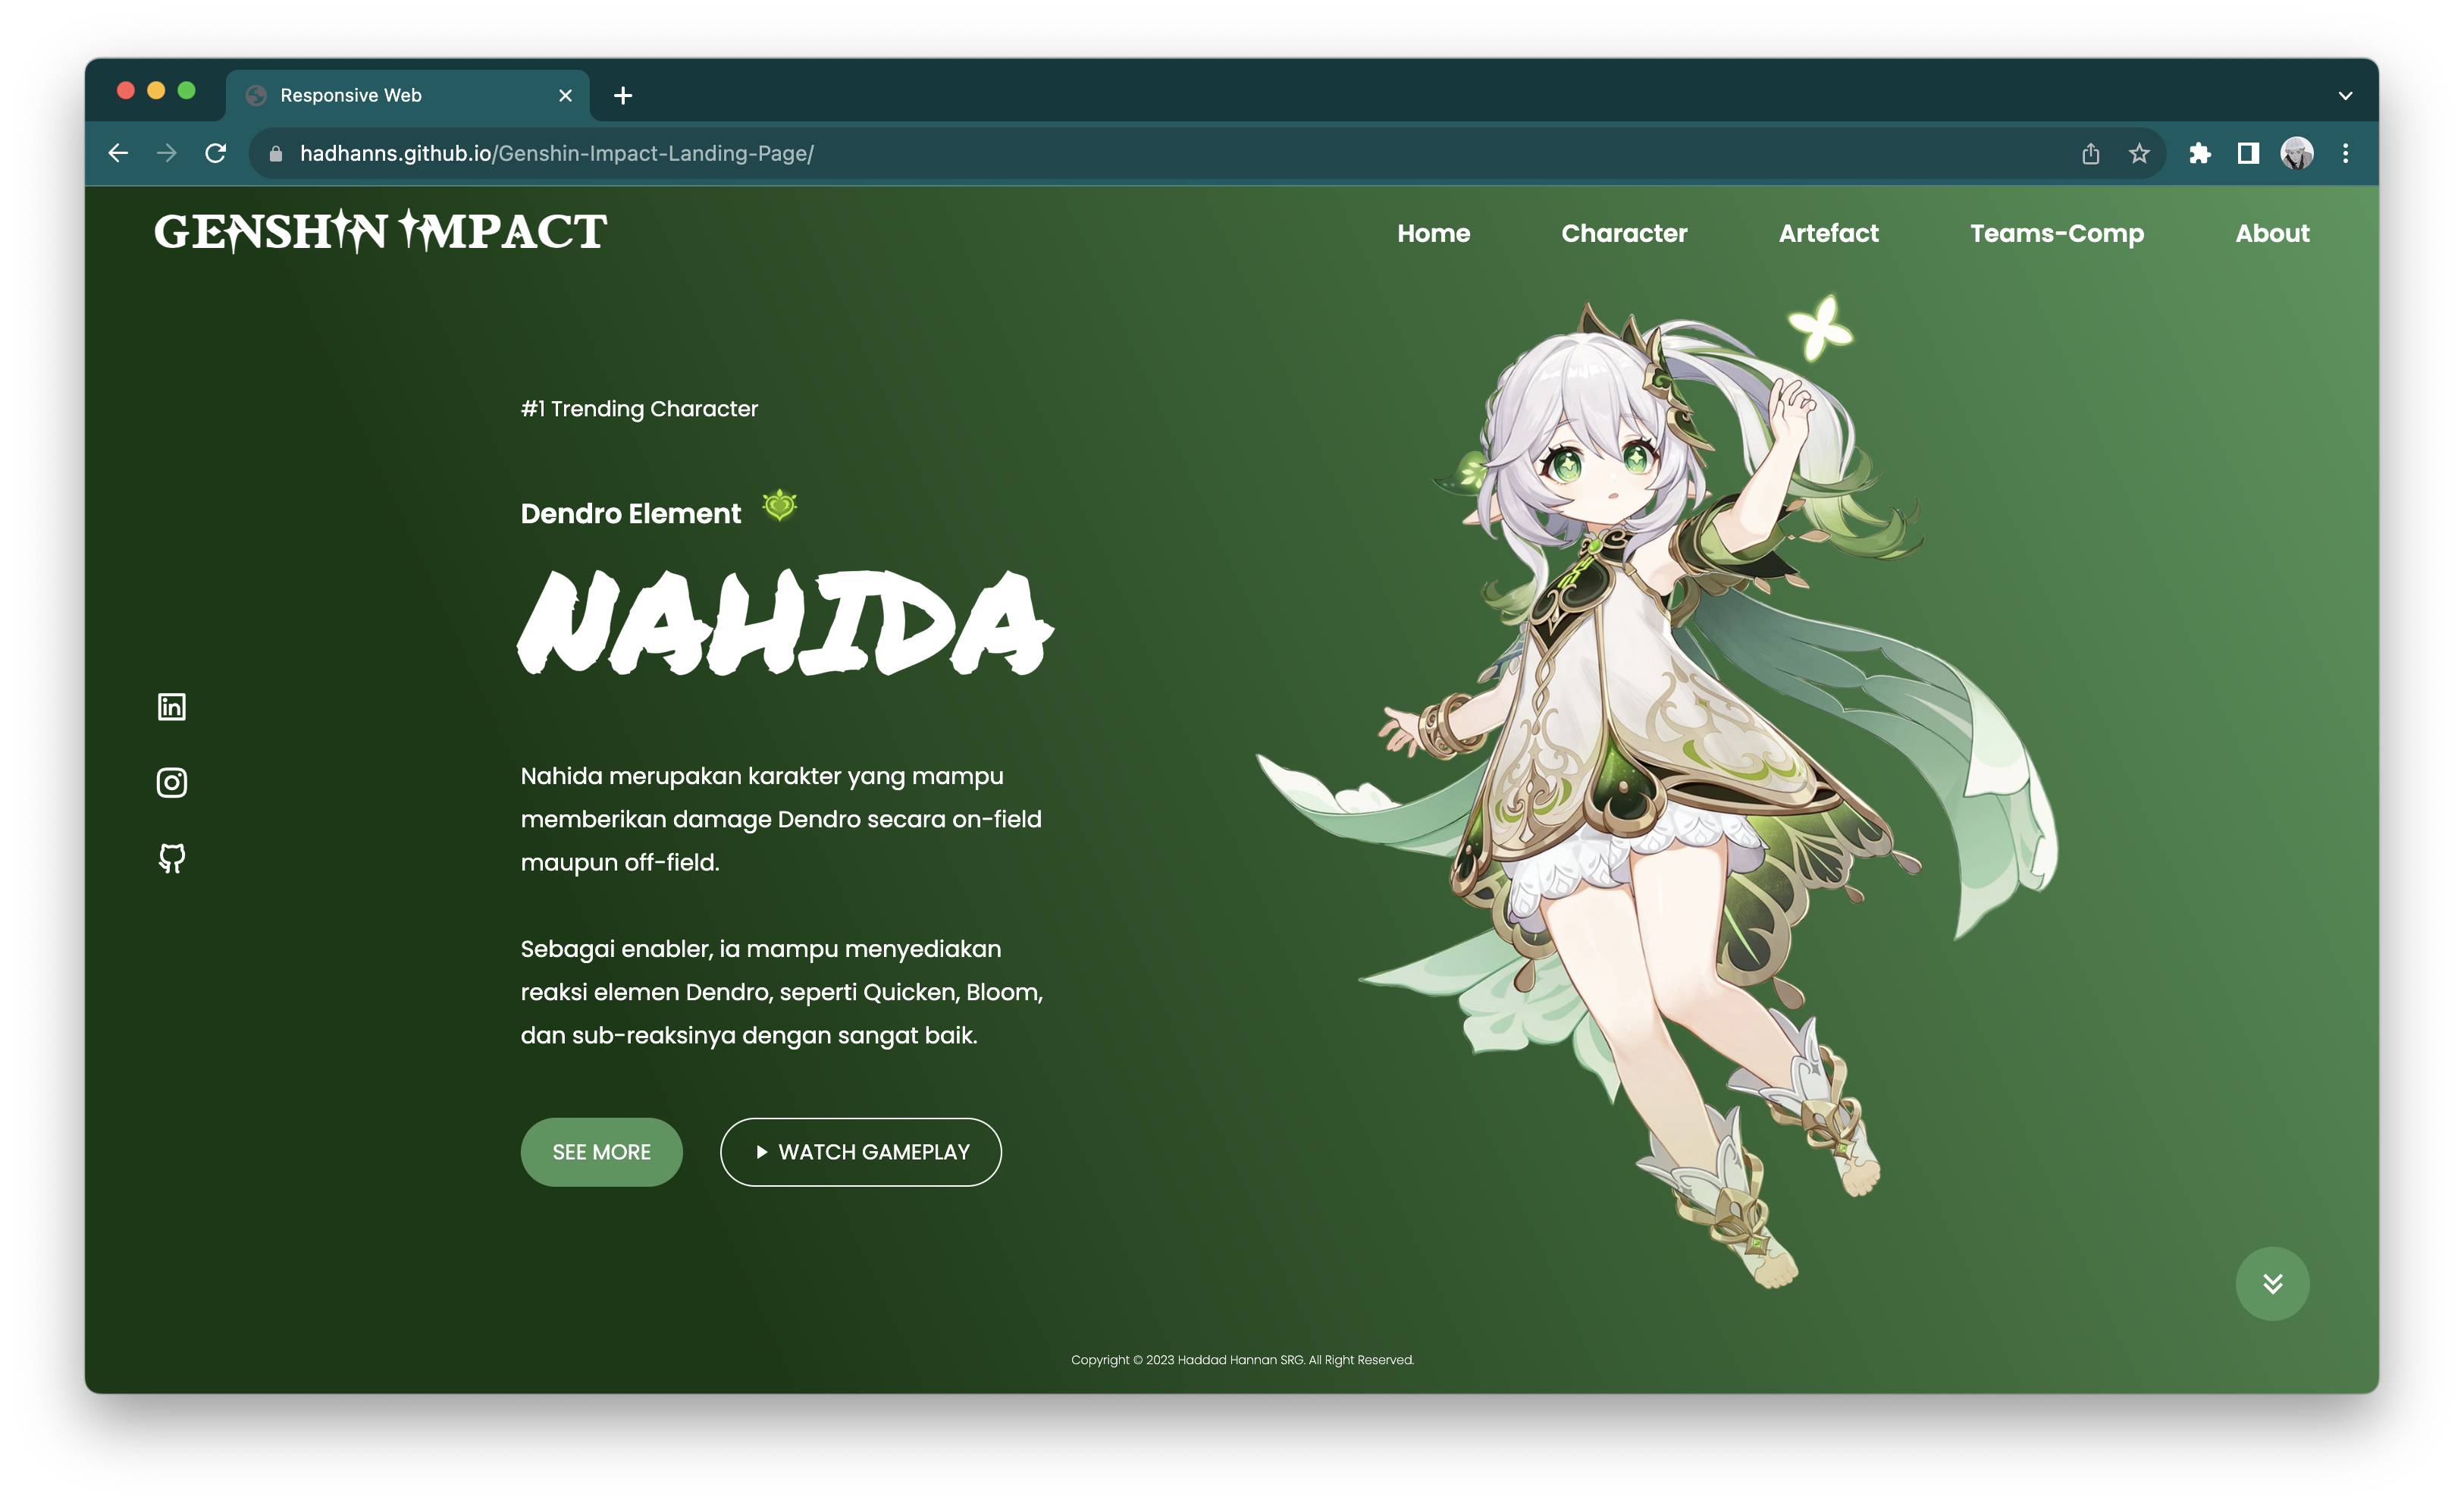 Responsive Web
hadhanns.github.io/Genshin-Impact-Landing-Page/
GENSHIN IMPACT
Home
Character
Artefact
Teams-Comp
About
#1 Trending Character
Dendro Element
NAHIDA
Nahida merupakan karakter yang mampu
memberikan damage Dendro secara on-field
maupun off-field.
Sebagai enabler, ia mampu menyediakan
reaksi elemen Dendro, seperti Quicken, Bloom,
dan sub-reaksinya dengan sangat baik.
SEE MORE
WATCH GAMEPLAY
Copyright © 2023 Haddad Hannan SRG. All Right Reserved.